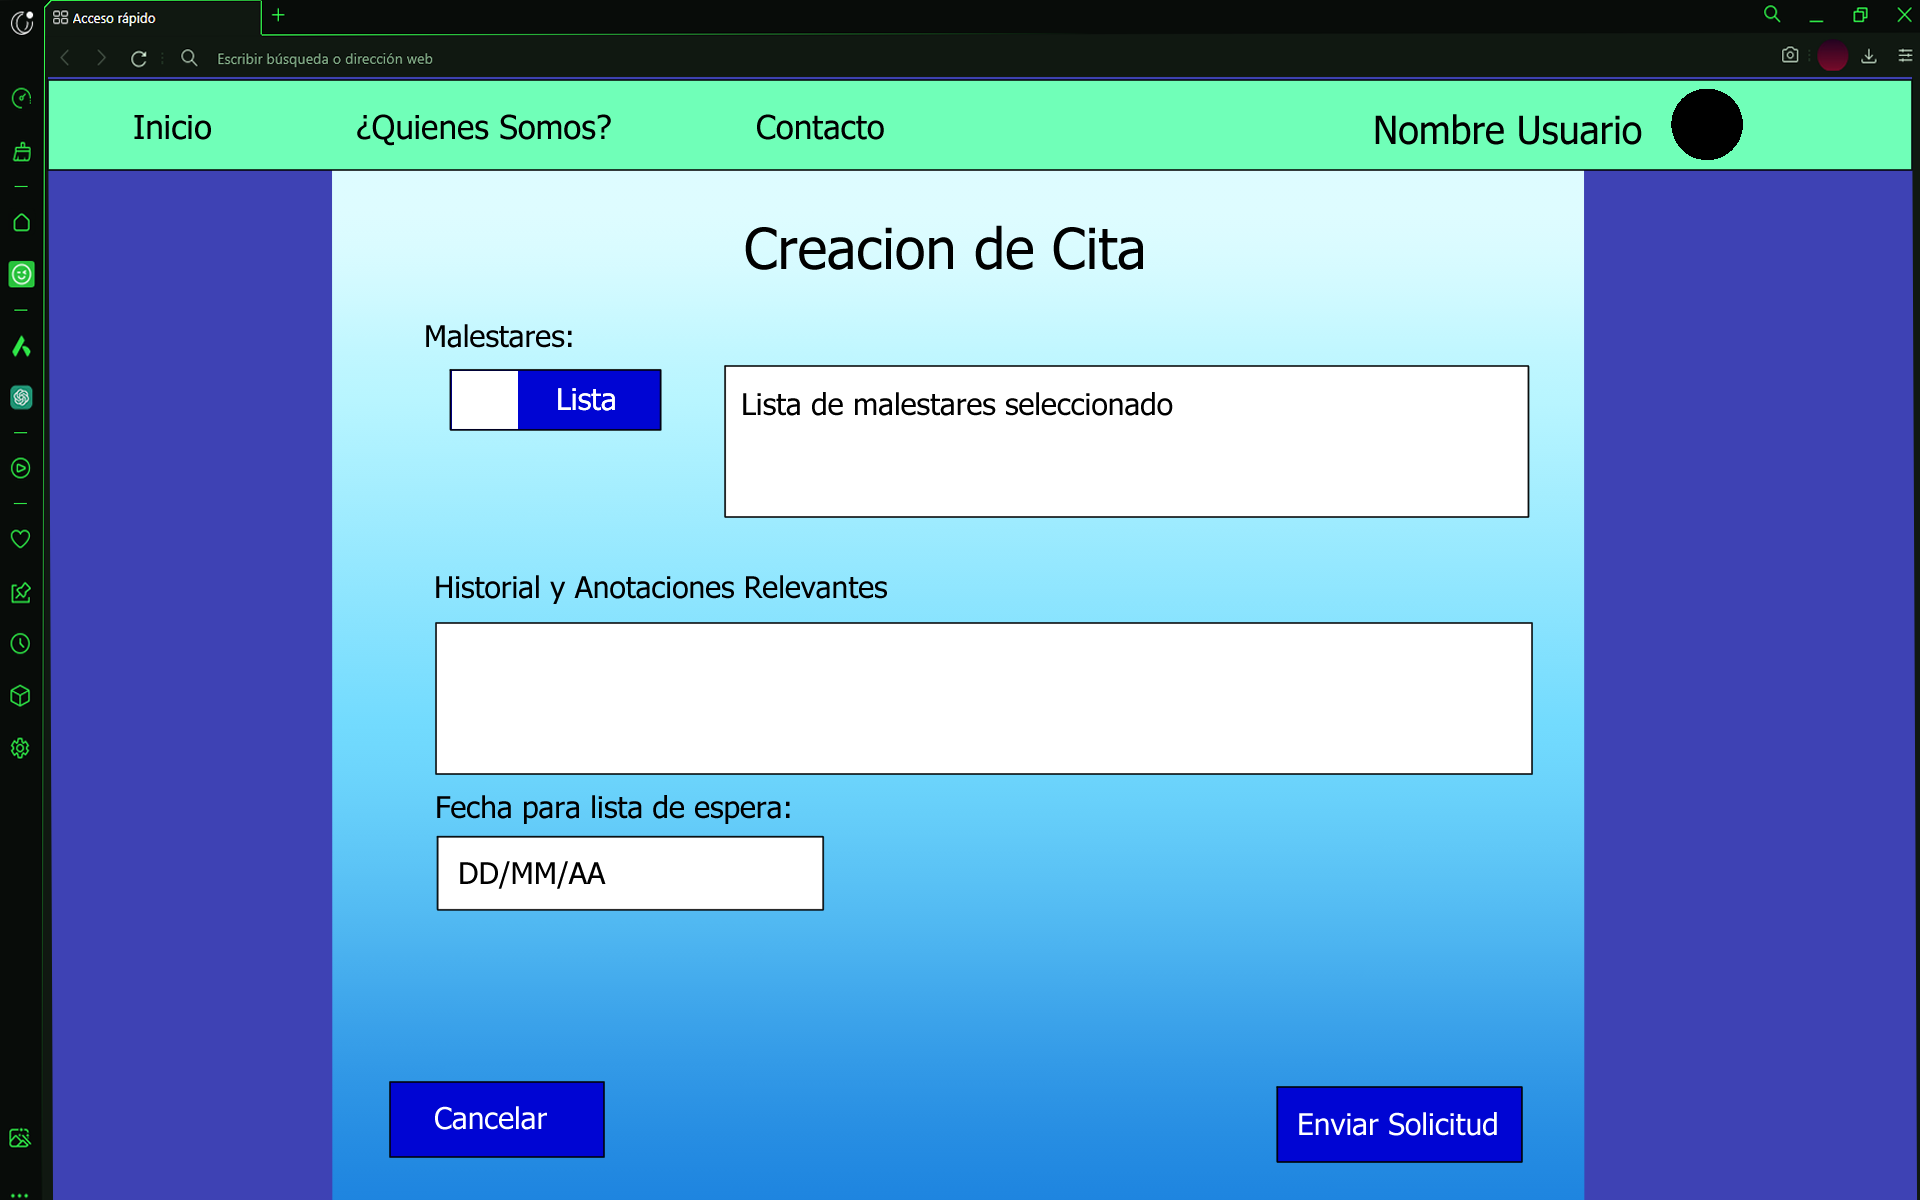 Acceso rápido
Escribir búsqueda o dirección web
Inicio
¿Quienes Somos?
Contacto
Nombre Usuario
Creacion de Cita
Malestares:
Lista
Lista de malestares seleccionado
Historial y Anotaciones Relevantes
Fecha para lista de espera:
DD/MM/AA
Cancelar
Enviar Solicitud